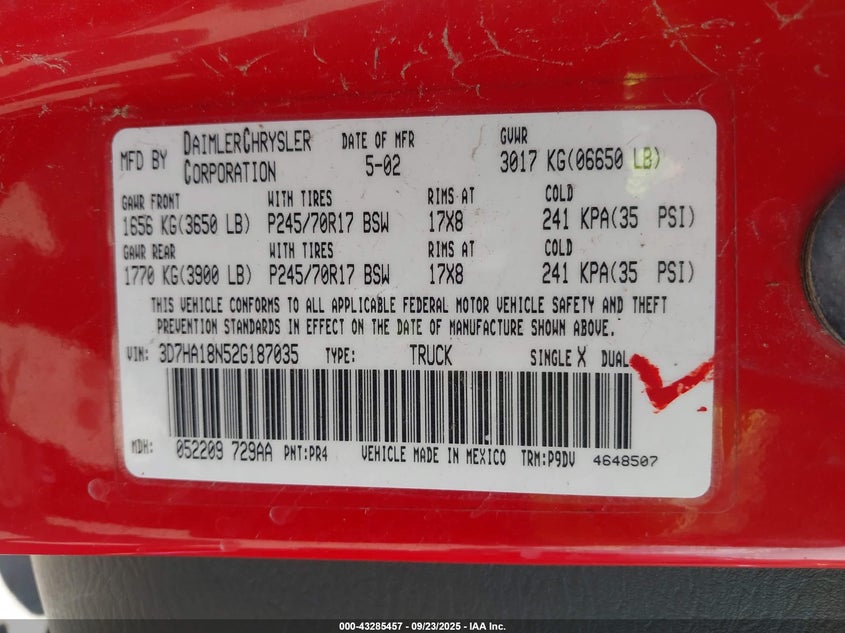 MFD BY DAIMLERCHRYSLER CORPORATION DATE OF MFR 5-02 GVWR 3017 KG(06650 LB)
GAWR FRONT WITH TIRES RIMS AT COLD
1656 KG(3650 LB) P245/70R17 BSW 17X8 241 KPA(35 PSI)
GAWR REAR WITH TIRES RIMS AT COLD
1770 KG(3900 LB) P245/70R17 BSW 17X8 241 KPA(35 PSI)
THIS VEHICLE CONFORMS TO ALL APPLICABLE FEDERAL MOTOR VEHICLE SAFETY AND THEFT
PREVENTION STANDARDS IN EFFECT ON THE DATE OF MANUFACTURE SHOWN ABOVE.
VIN: 3D7HA18N52G187035 TYPE: TRUCK SINGLE X DUAL
MDH: 052209 729AA PNT:PR4 VEHICLE MADE IN MEXICO TRM:P9DV 4648507
000-43285457 - 09/23/2025 - IAA Inc.